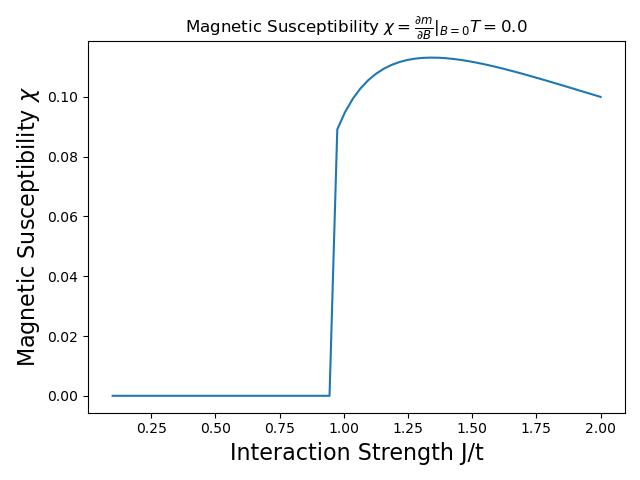 Magnetic Susceptibility χ = ∂m/∂B|B=0T = 0.0
Magnetic Susceptibility χ
0.10
0.08
0.06
0.04
0.02
0.00
0.25 0.50 0.75 1.00 1.25 1.50 1.75 2.00
Interaction Strength J/t